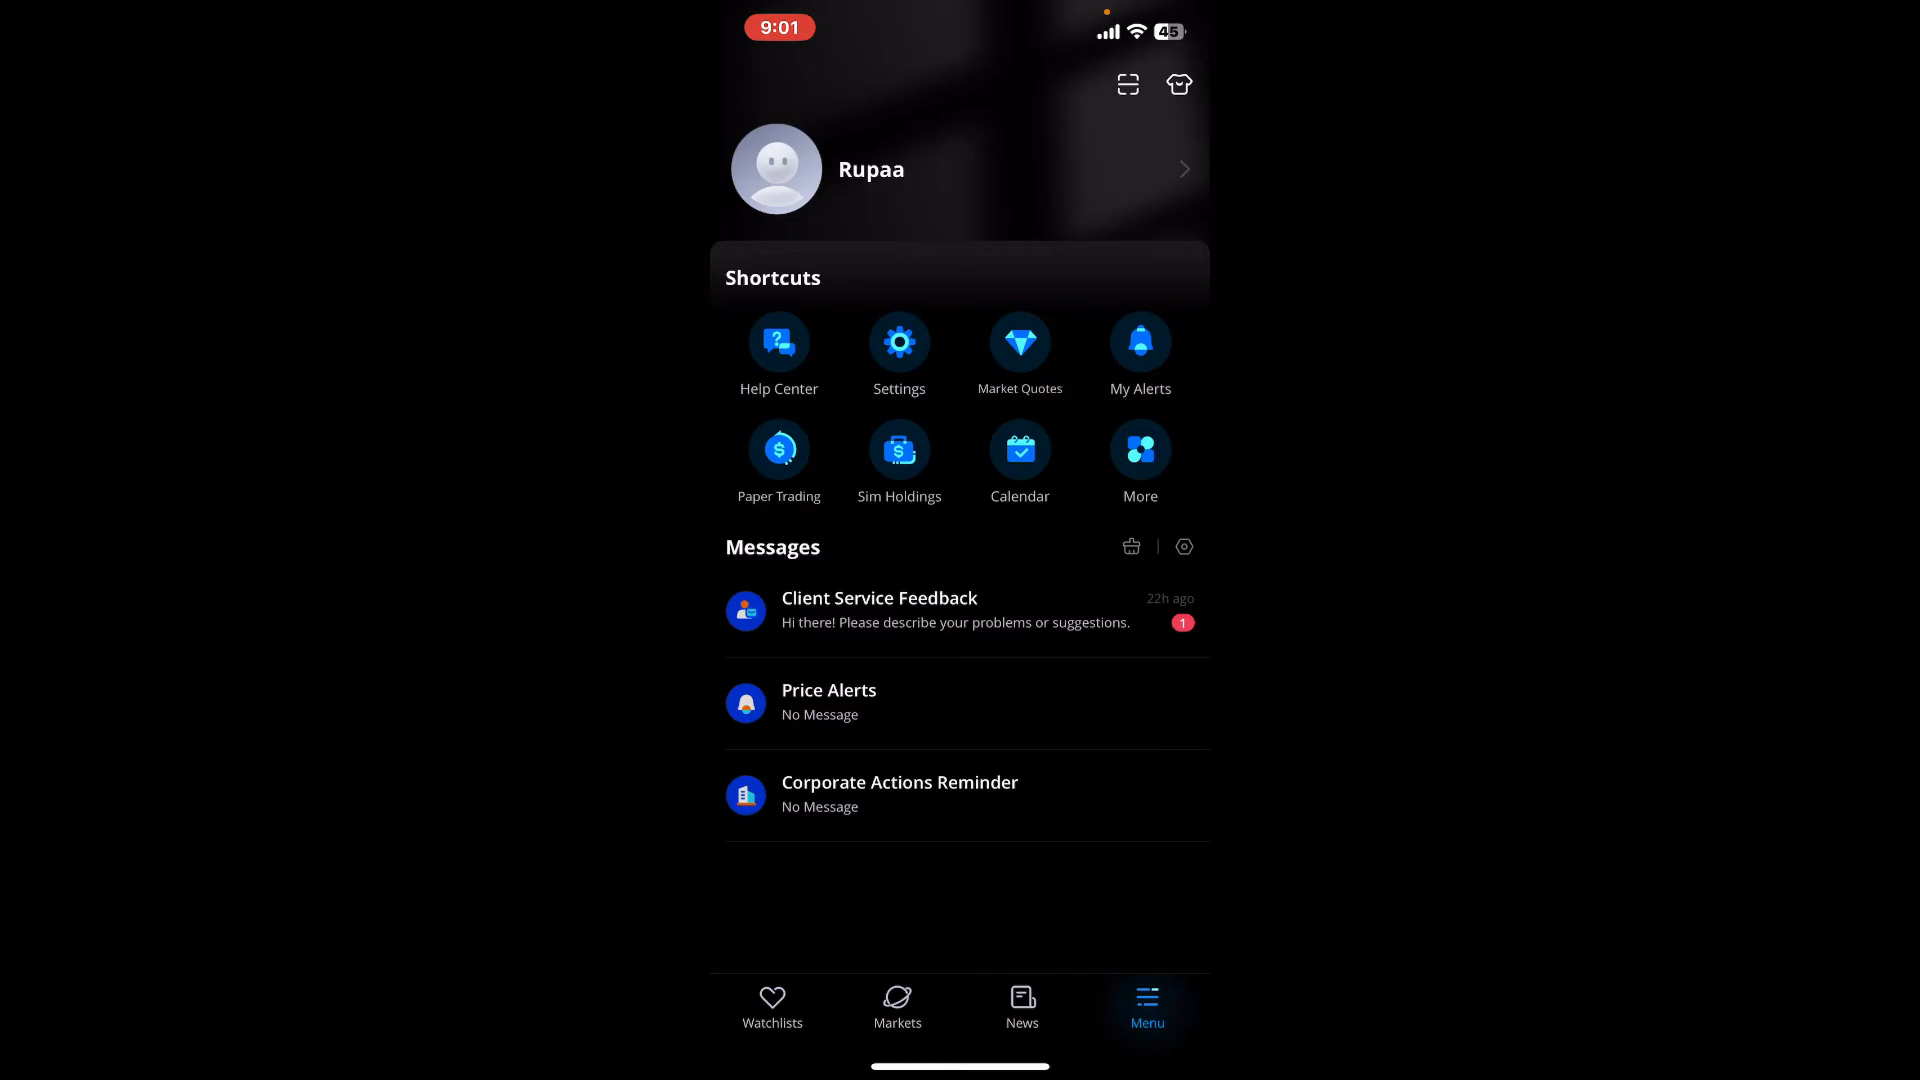 9:01
45
Rupaa
Shortcuts
Help Center
Settings
Market Quotes
My Alerts
Paper Trading
Sim Holdings
Calendar
More
Messages
Client Service Feedback
22h ago
Hi there! Please describe your problems or suggestions.
1
Price Alerts
No Message
Corporate Actions Reminder
No Message
Watchlists
Markets
News
Menu